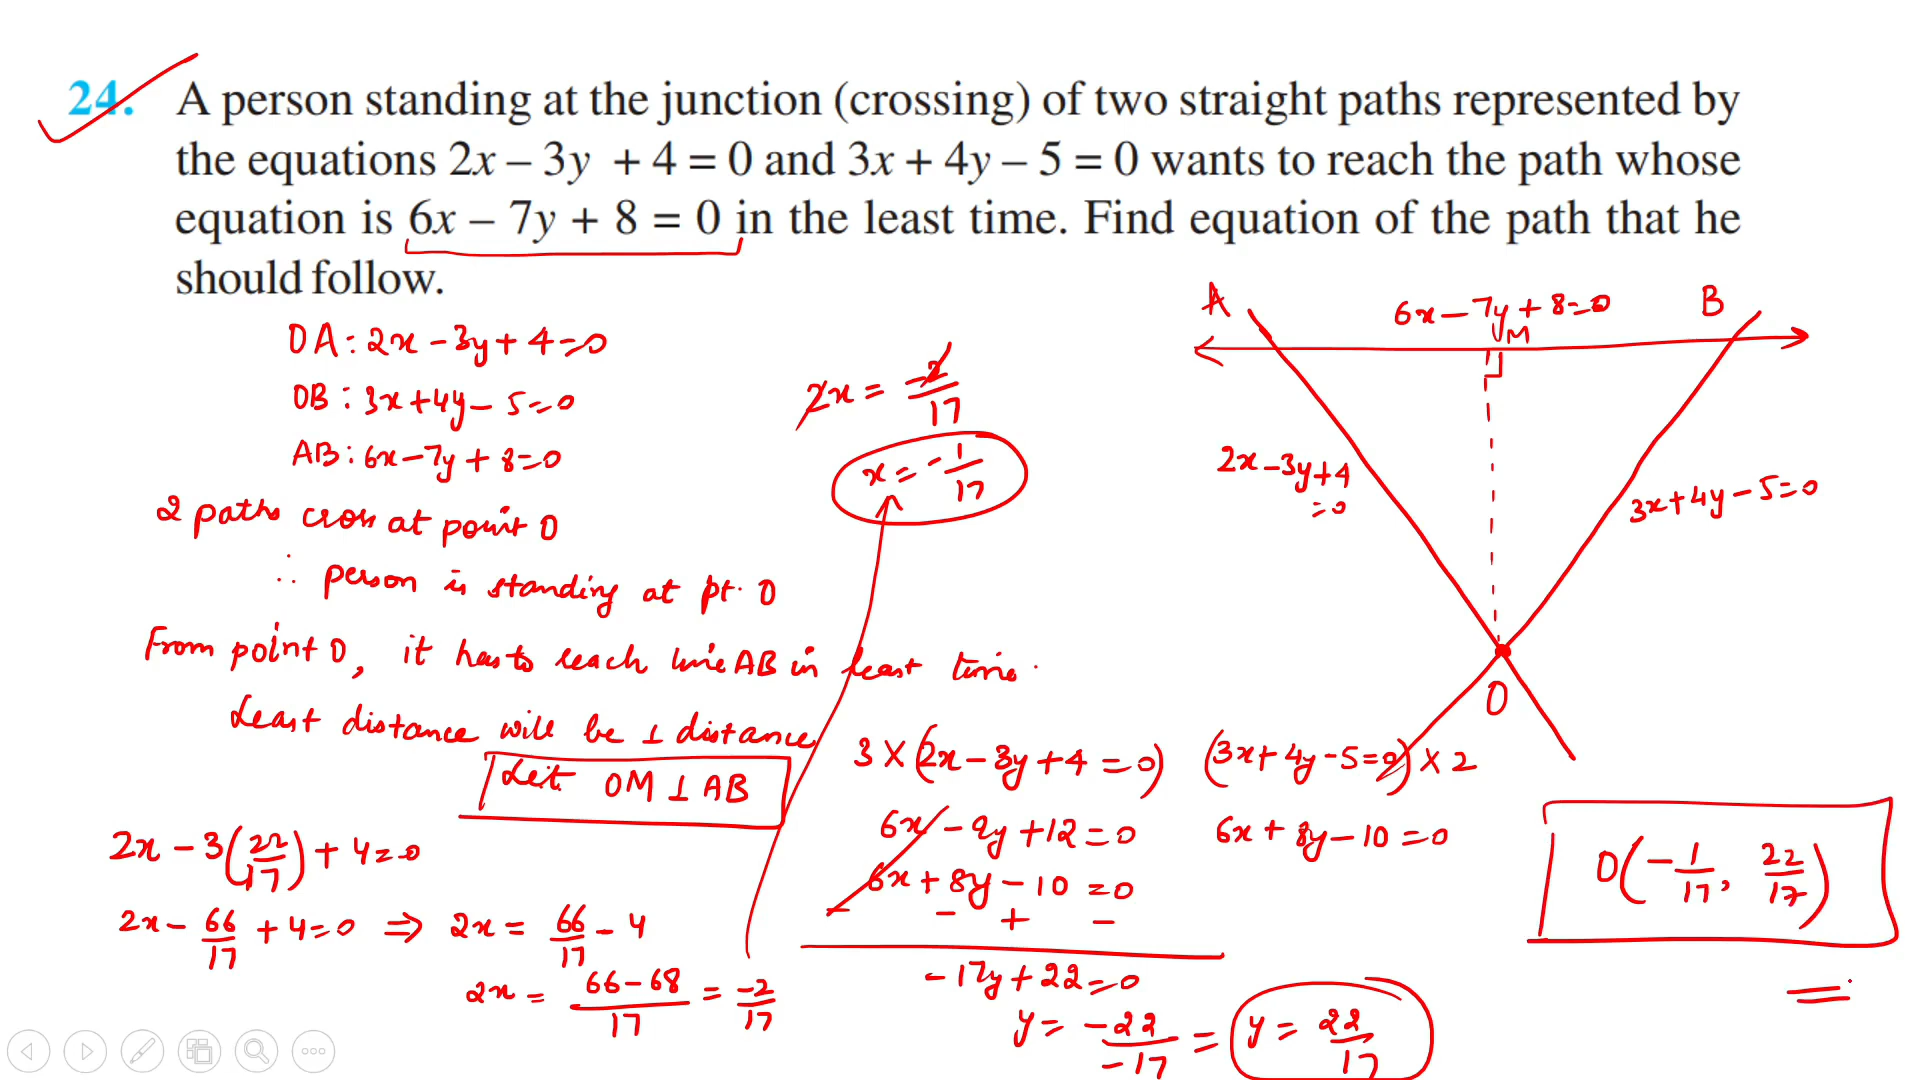 24. A person standing at the junction (crossing) of two straight paths represented by
the equations 2x – 3y + 4 = 0 and 3x + 4y – 5 = 0 wants to reach the path whose
equation is 6x – 7y + 8 = 0 in the least time. Find equation of the path that he
should follow.
A 6x-7y+8=0 B
M
OA: 2x-3y+4=0
OB: 3x+4y-5=0
AB: 6x-7y+8=0
2x = -2/17
x = -1/17
2x-3y+4
=0
3x+4y-5=0
2 paths cross at point O
∴ person is standing at pt. O
From point O, it has to reach line AB in least time.
O
Least distance will be ⊥ distance
Let OM ⊥ AB
3×(2x-3y+4=0) (3x+4y-5=0)×2
6x-9y+12=0 6x+8y-10=0
6x+8y-10=0
- - + -
-17y+22=0
y = -22/-17 = y = 22/17
2x-3(22/17)+4=0
2x-66/17+4=0 ⇒ 2x = 66/17 - 4
2x = 66-68/17 = -2/17
O(-1/17, 22/17)